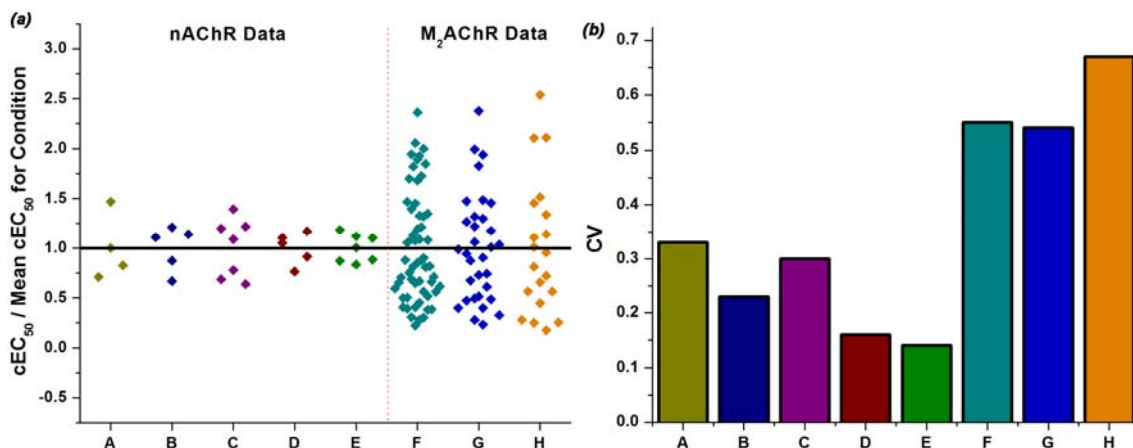 (a)
nAChR Data
M₂AChR Data
cEC₅₀ / Mean cEC₅₀ for Condition
3.0
2.5
2.0
1.5
1.0
0.5
0.0
-0.5
A B C D E F G H
(b)
CV
0.7
0.6
0.5
0.4
0.3
0.2
0.1
0.0
A B C D E F G H